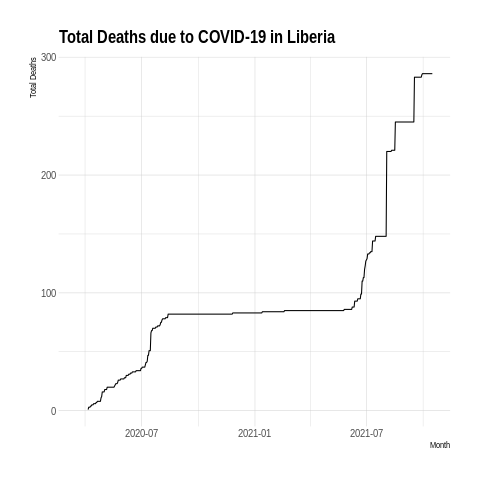 Total Deaths due to COVID-19 in Liberia
Total Deaths
300
200
100
0
2020-07 2021-01 2021-07
Month